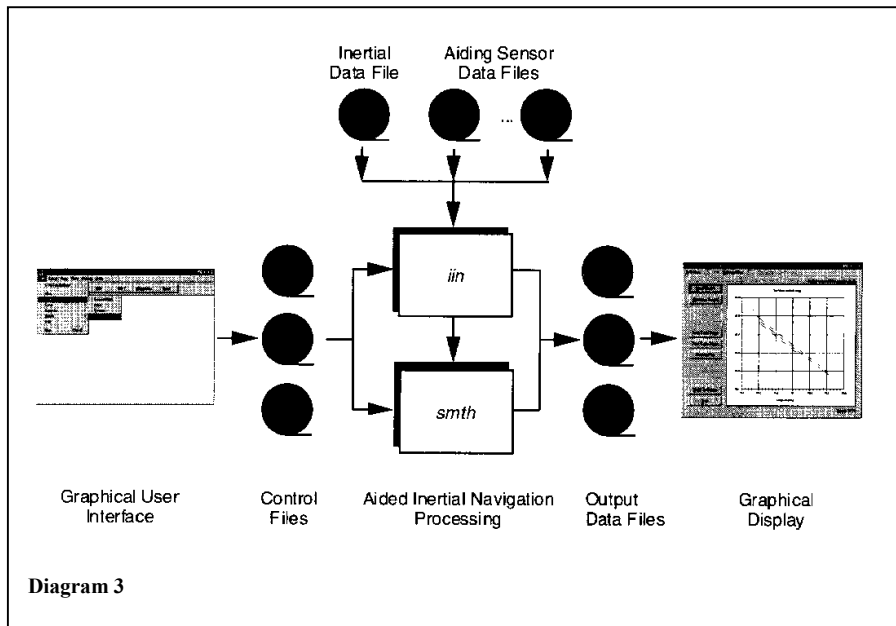 Inertial
Data File
Aiding Sensor
Data Files
...
iin
smth
Graphical User
Interface
Control
Files
Aided Inertial Navigation
Processing
Output
Data Files
Graphical
Display
Diagram 3